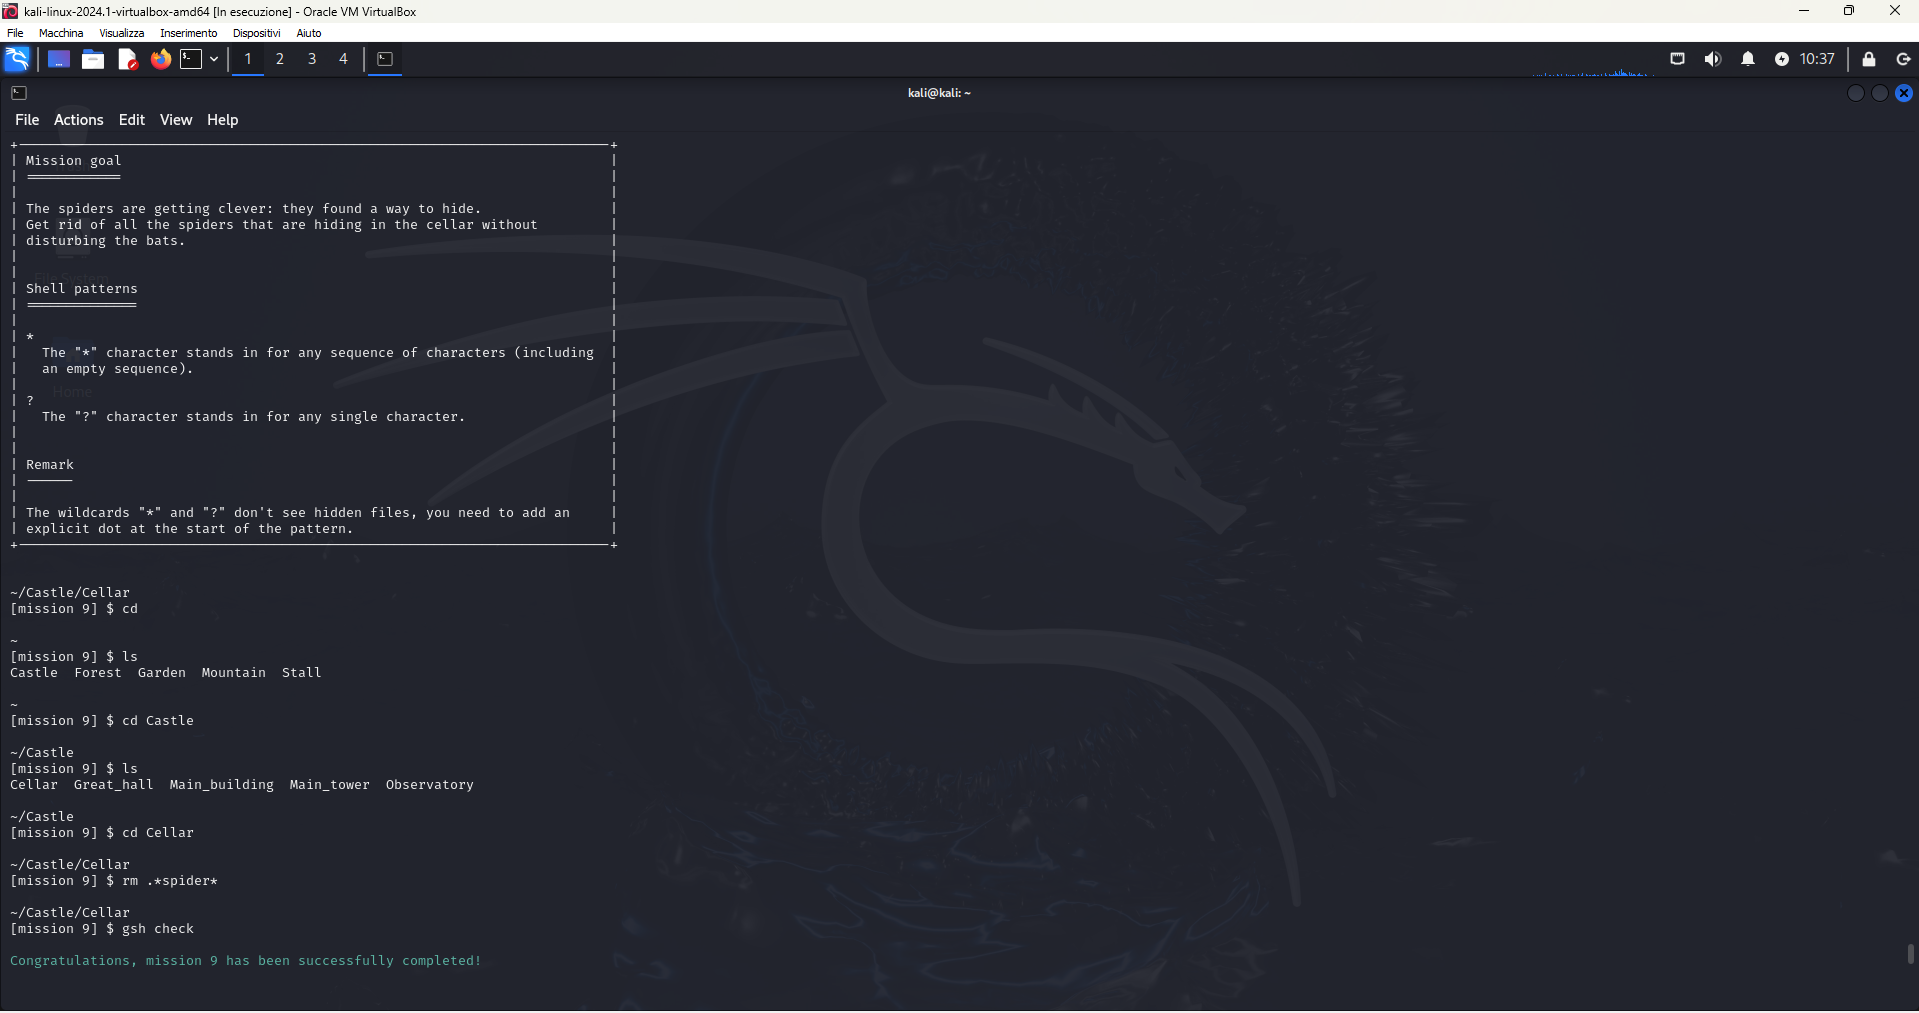 kali-linux-2024.1-virtualbox-amd64 [In esecuzione] - Oracle VM VirtualBox
File Macchina Visualizza Inserimento Dispositivi Aiuto
1 2 3 4 10:37
kali@kali: ~
File Actions Edit View Help
Mission goal
The spiders are getting clever: they found a way to hide.
Get rid of all the spiders that are hiding in the cellar without
disturbing the bats.
File System
Shell patterns
*
The "*" character stands in for any sequence of characters (including
an empty sequence).
Home
?
The "?" character stands in for any single character.
Remark
The wildcards "*" and "?" don't see hidden files, you need to add an
explicit dot at the start of the pattern.
~/Castle/Cellar
[mission 9] $ cd
~
[mission 9] $ ls
Castle Forest Garden Mountain Stall
~
[mission 9] $ cd Castle
~/Castle
[mission 9] $ ls
Cellar Great_hall Main_building Main_tower Observatory
~/Castle
[mission 9] $ cd Cellar
~/Castle/Cellar
[mission 9] $ rm .*spider*
~/Castle/Cellar
[mission 9] $ gsh check
Congratulations, mission 9 has been successfully completed!